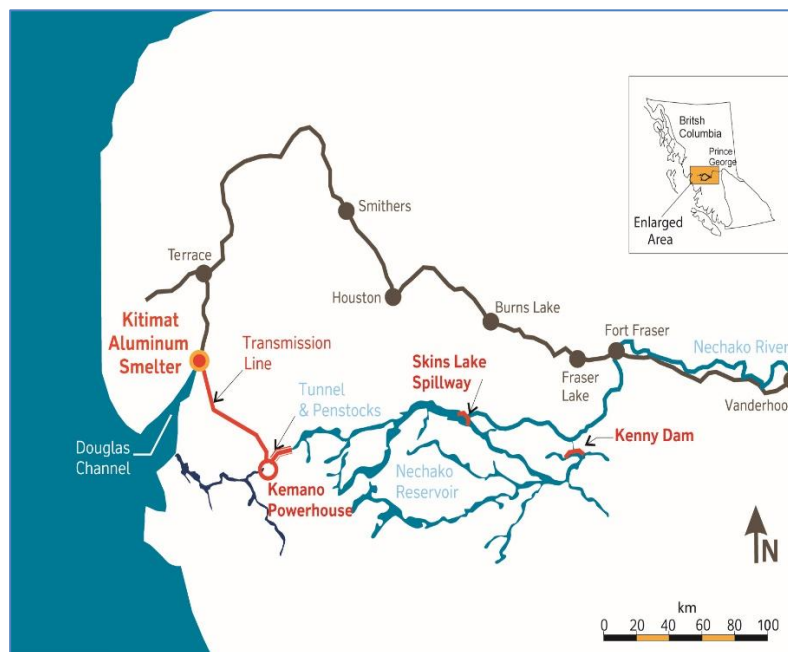 Britsh
Columbia
Prince
George
Enlarged
Area
Smithers
Terrace
Houston
Burns Lake
Fort Fraser
Nechako River
Fraser
Lake
Vanderhoo
Kitimat
Aluminum
Smelter
Transmission
Line
Skins Lake
Spillway
Tunnel
& Penstocks
Kenny Dam
Douglas
Channel
Nechako
Reservoir
Kemano
Powerhouse
N
km
0 20 40 60 80 100